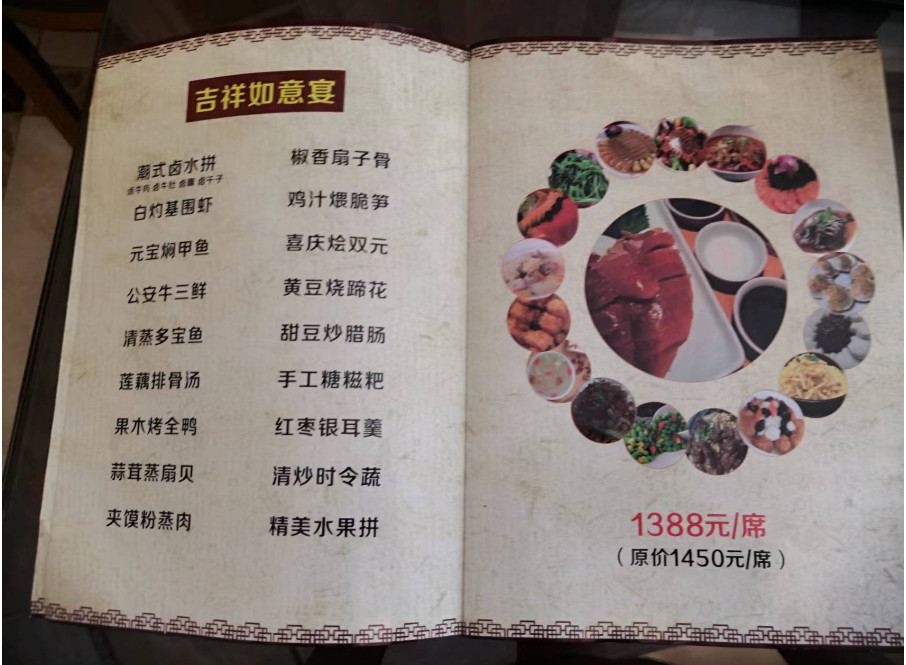 吉祥如意宴
潮式卤水拼
卤牛肉 卤牛肚 卤 卤干子
白灼基围虾
元宝焖甲鱼
公安牛三鲜
清蒸多宝鱼
莲藕排骨汤
果木烤全鸭
蒜茸蒸扇贝
夹馍粉蒸肉
椒香扇子骨
鸡汁煨脆笋
喜庆烩双元
黄豆烧蹄花
甜豆炒腊肠
手工糖糍粑
红枣银耳羹
清炒时令蔬
精美水果拼
1388元/席
（原价1450元/席）